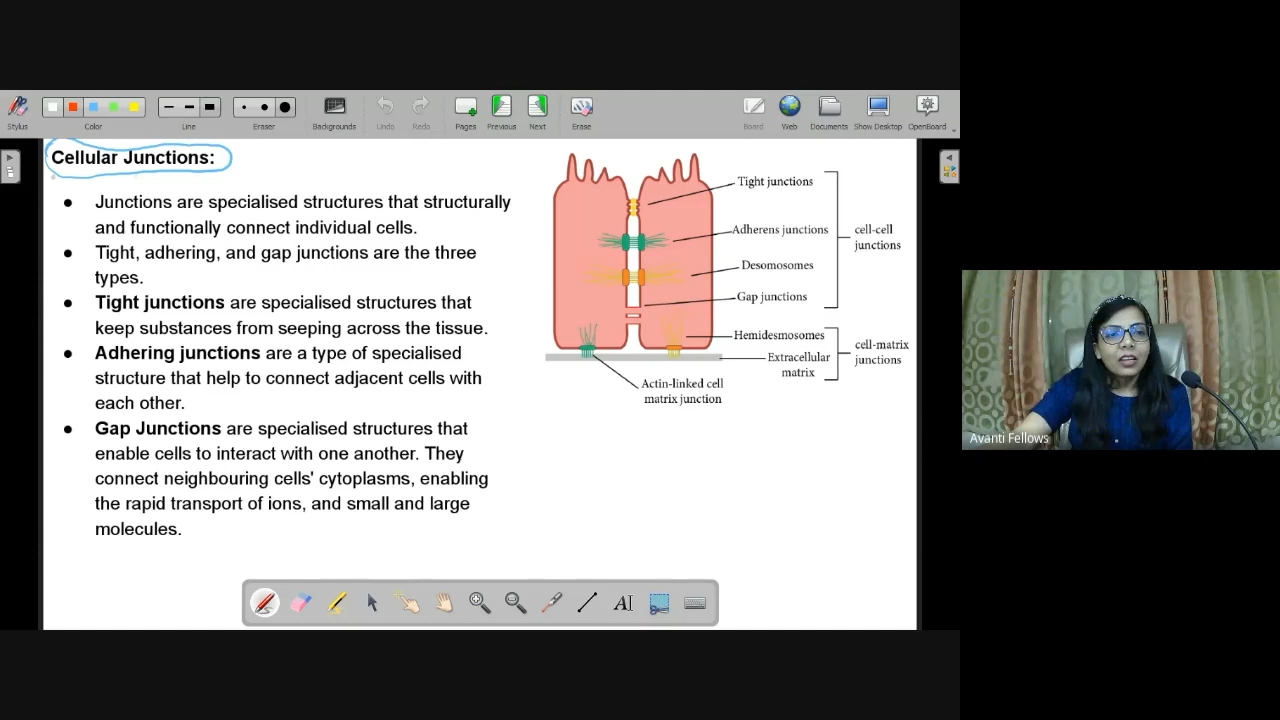 Stylus
Color
Line
Eraser
Backgrounds
Undo
Redo
Pages
Previous
Next
Erase
Board
Web
Documents
Show Desktop
OpenBoard
Cellular Junctions:
Junctions are specialised structures that structurally
and functionally connect individual cells.
Tight, adhering, and gap junctions are the three
types.
Tight junctions are specialised structures that
keep substances from seeping across the tissue.
Adhering junctions are a type of specialised
structure that help to connect adjacent cells with
each other.
Gap Junctions are specialised structures that
enable cells to interact with one another. They
connect neighbouring cells' cytoplasms, enabling
the rapid transport of ions, and small and large
molecules.
Tight junctions
Adherens junctions
Desomosomes
Gap junctions
cell-cell
junctions
Hemidesmosomes
Extracellular
matrix
cell-matrix
junctions
Actin-linked cell
matrix junction
AI
Avanti Fellows